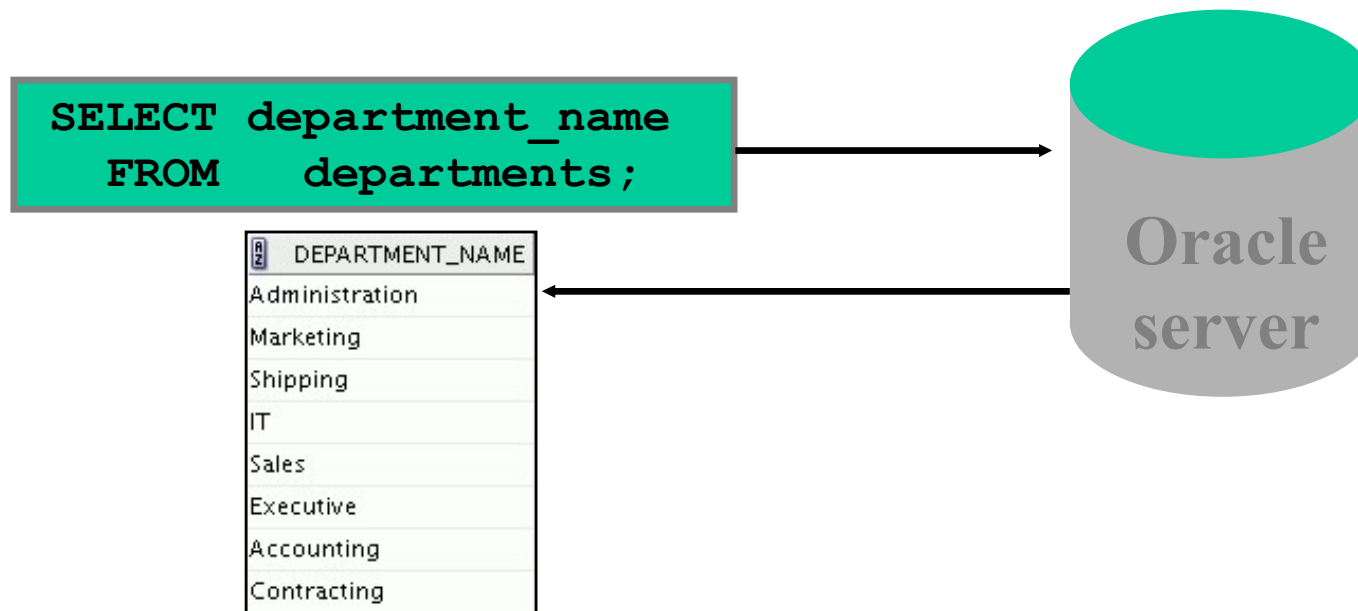 SELECT department_name
FROM departments;
Oracle
server
DEPARTMENT_NAME
Administration
Marketing
Shipping
IT
Sales
Executive
Accounting
Contracting